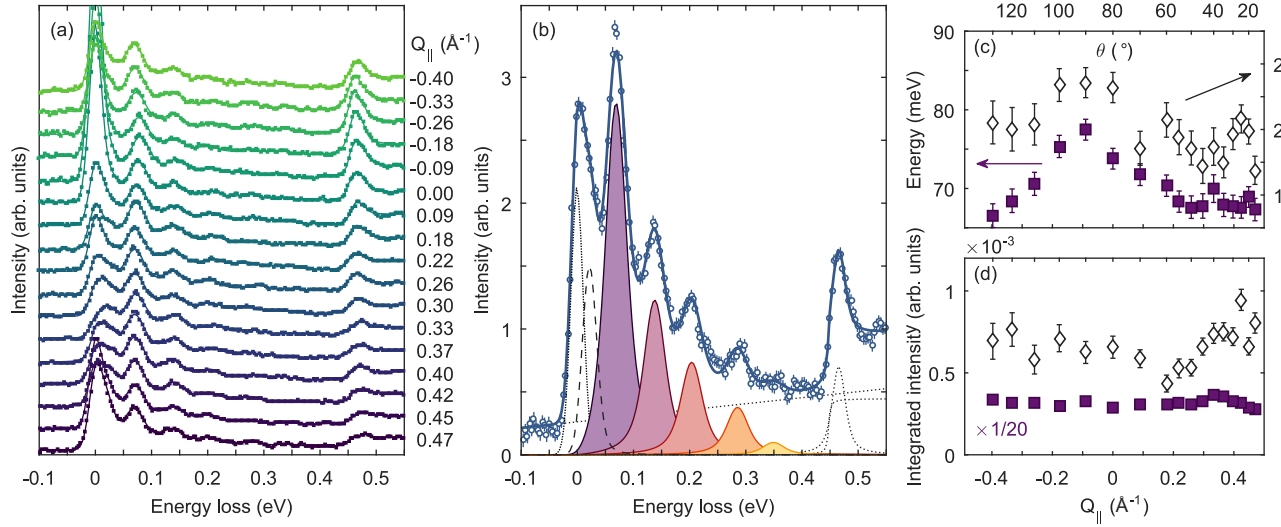 (a)
Q|| (Å-1)
-0.40
-0.33
-0.26
-0.18
-0.09
0.00
0.09
0.18
0.22
0.26
0.30
0.33
0.37
0.40
0.42
0.45
0.47
Intensity (arb. units)
-0.1 0 0.1 0.2 0.3 0.4 0.5
Energy loss (eV)
(b)
3
2
1
0
Intensity (arb. units)
-0.1 0 0.1 0.2 0.3 0.4 0.5
Energy loss (eV)
120 100 80 60 40 20
θ (°)
(c)
90
80
70
Energy (meV)
2
2
1
×10-3
(d)
1
0.5
0
Integrated intensity (arb. units)
×1/20
-0.4 -0.2 0 0.2 0.4
Q|| (Å-1)